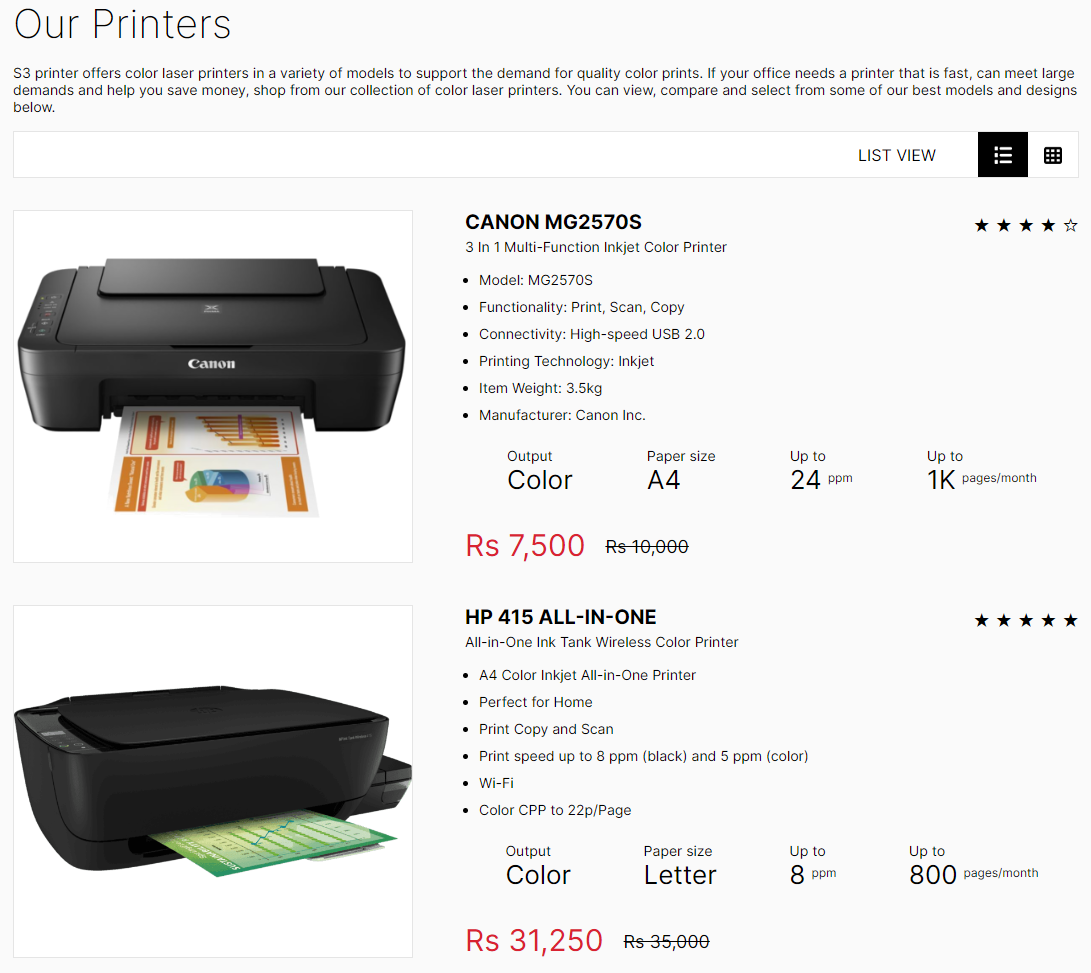 Our Printers
S3 printer offers color laser printers in a variety of models to support the demand for quality color prints. If your office needs a printer that is fast, can meet large
demands and help you save money, shop from our collection of color laser printers. You can view, compare and select from some of our best models and designs
below.
LIST VIEW
CANON MG2570S
3 In 1 Multi-Function Inkjet Color Printer
Model: MG2570S
Functionality: Print, Scan, Copy
Connectivity: High-speed USB 2.0
Printing Technology: Inkjet
Item Weight: 3.5kg
Manufacturer: Canon Inc.
Canon
Output Paper size Up to Up to
Color A4 24 ppm 1K pages/month
Rs 7,500 Rs 10,000
HP 415 ALL-IN-ONE
All-in-One Ink Tank Wireless Color Printer
A4 Color Inkjet All-in-One Printer
Perfect for Home
Print Copy and Scan
Print speed up to 8 ppm (black) and 5 ppm (color)
Wi-Fi
Color CPP to 22p/Page
Output Paper size Up to Up to
Color Letter 8 ppm 800 pages/month
Rs 31,250 Rs 35,000